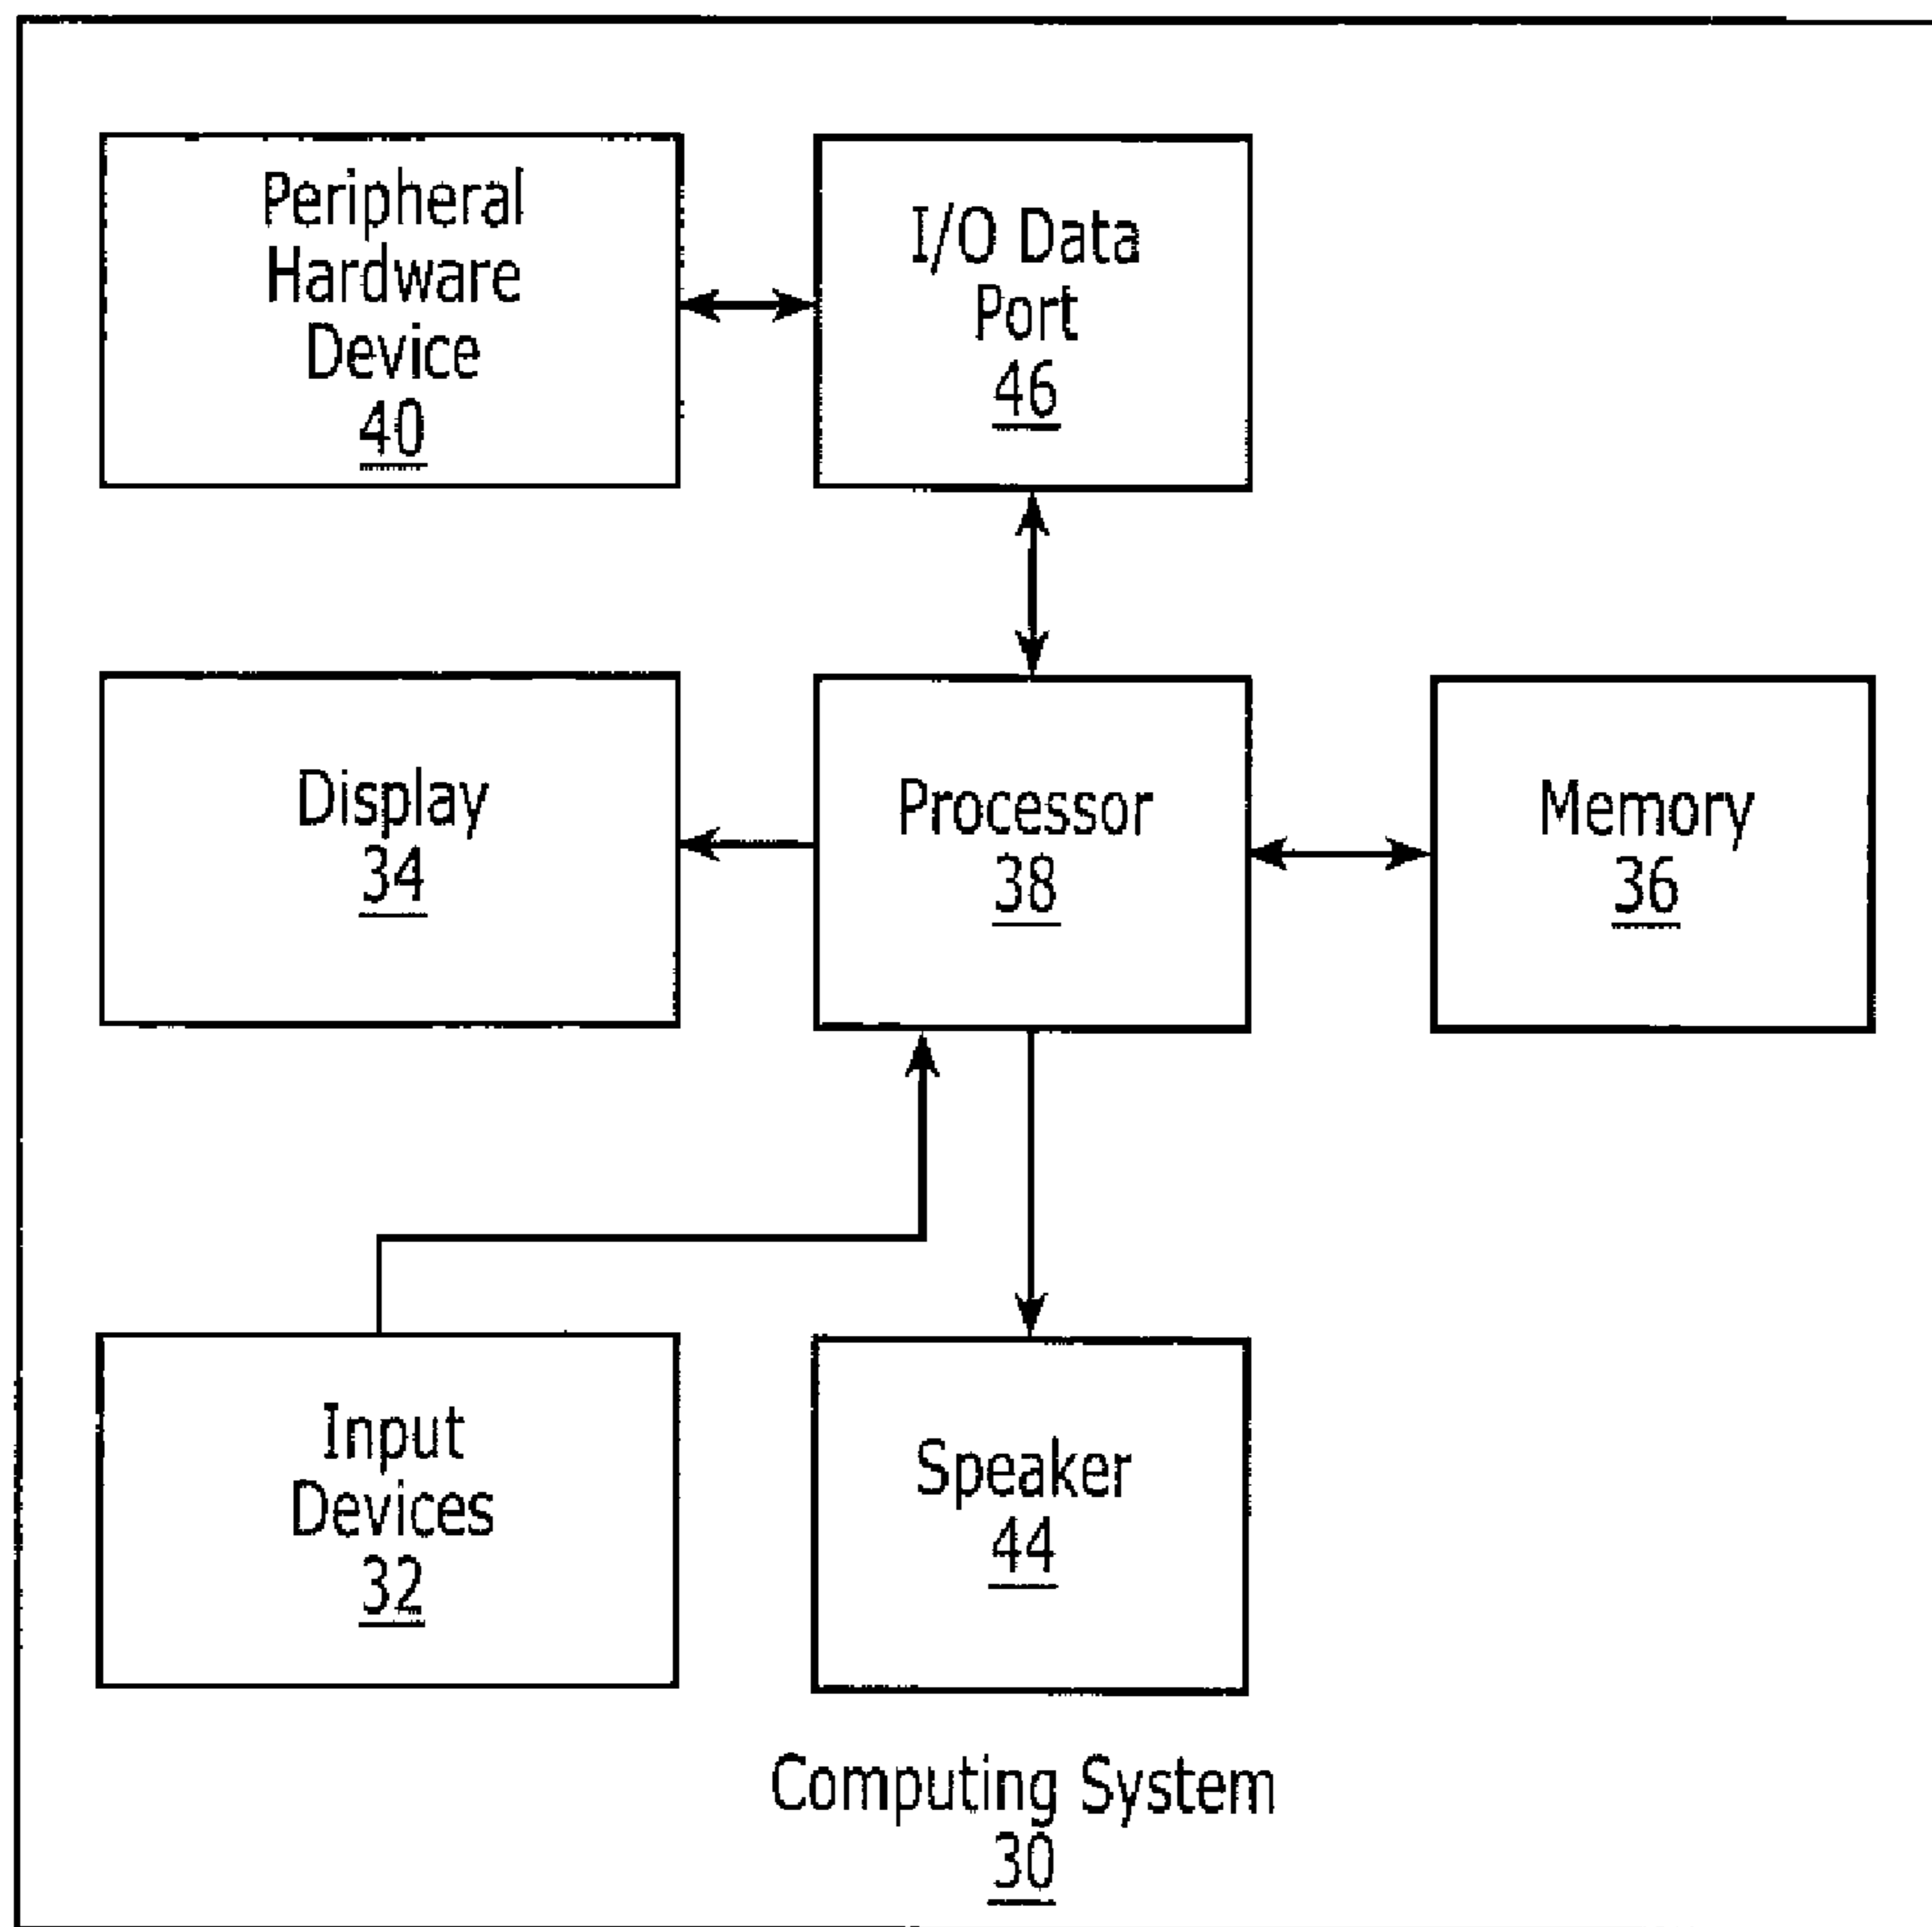 Peripheral
Hardware
Device
40
I/O Data
Port
46
Display
34
Processor
38
Memory
36
Input
Devices
32
Speaker
44
Computing System
30